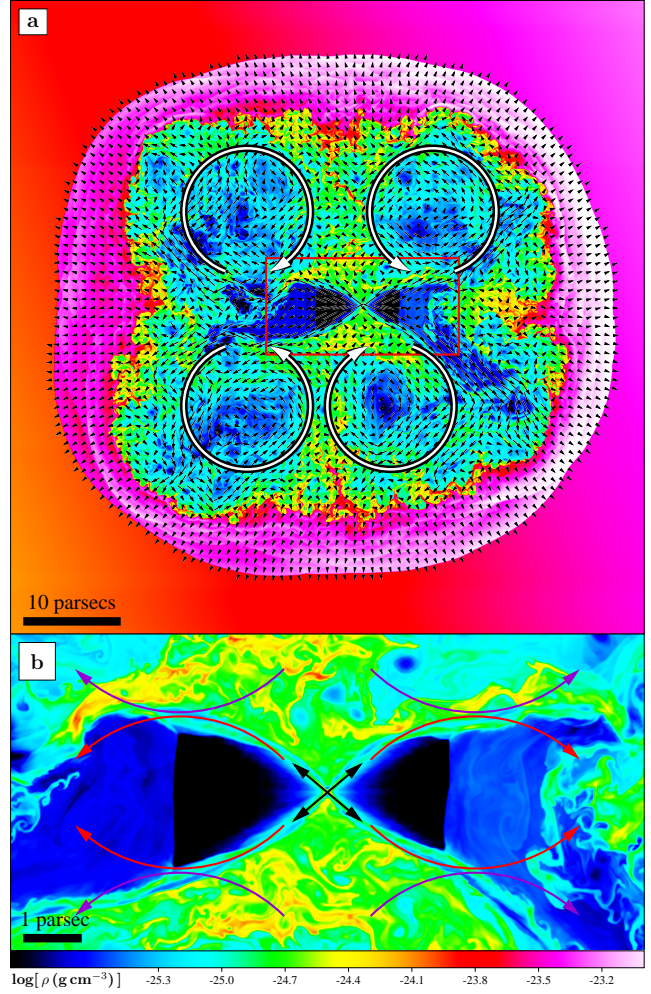 a
10 parsecs
b
1 parsec
log[ ρ (g cm⁻³) ] -25.3 -25.0 -24.7 -24.4 -24.1 -23.8 -23.5 -23.2